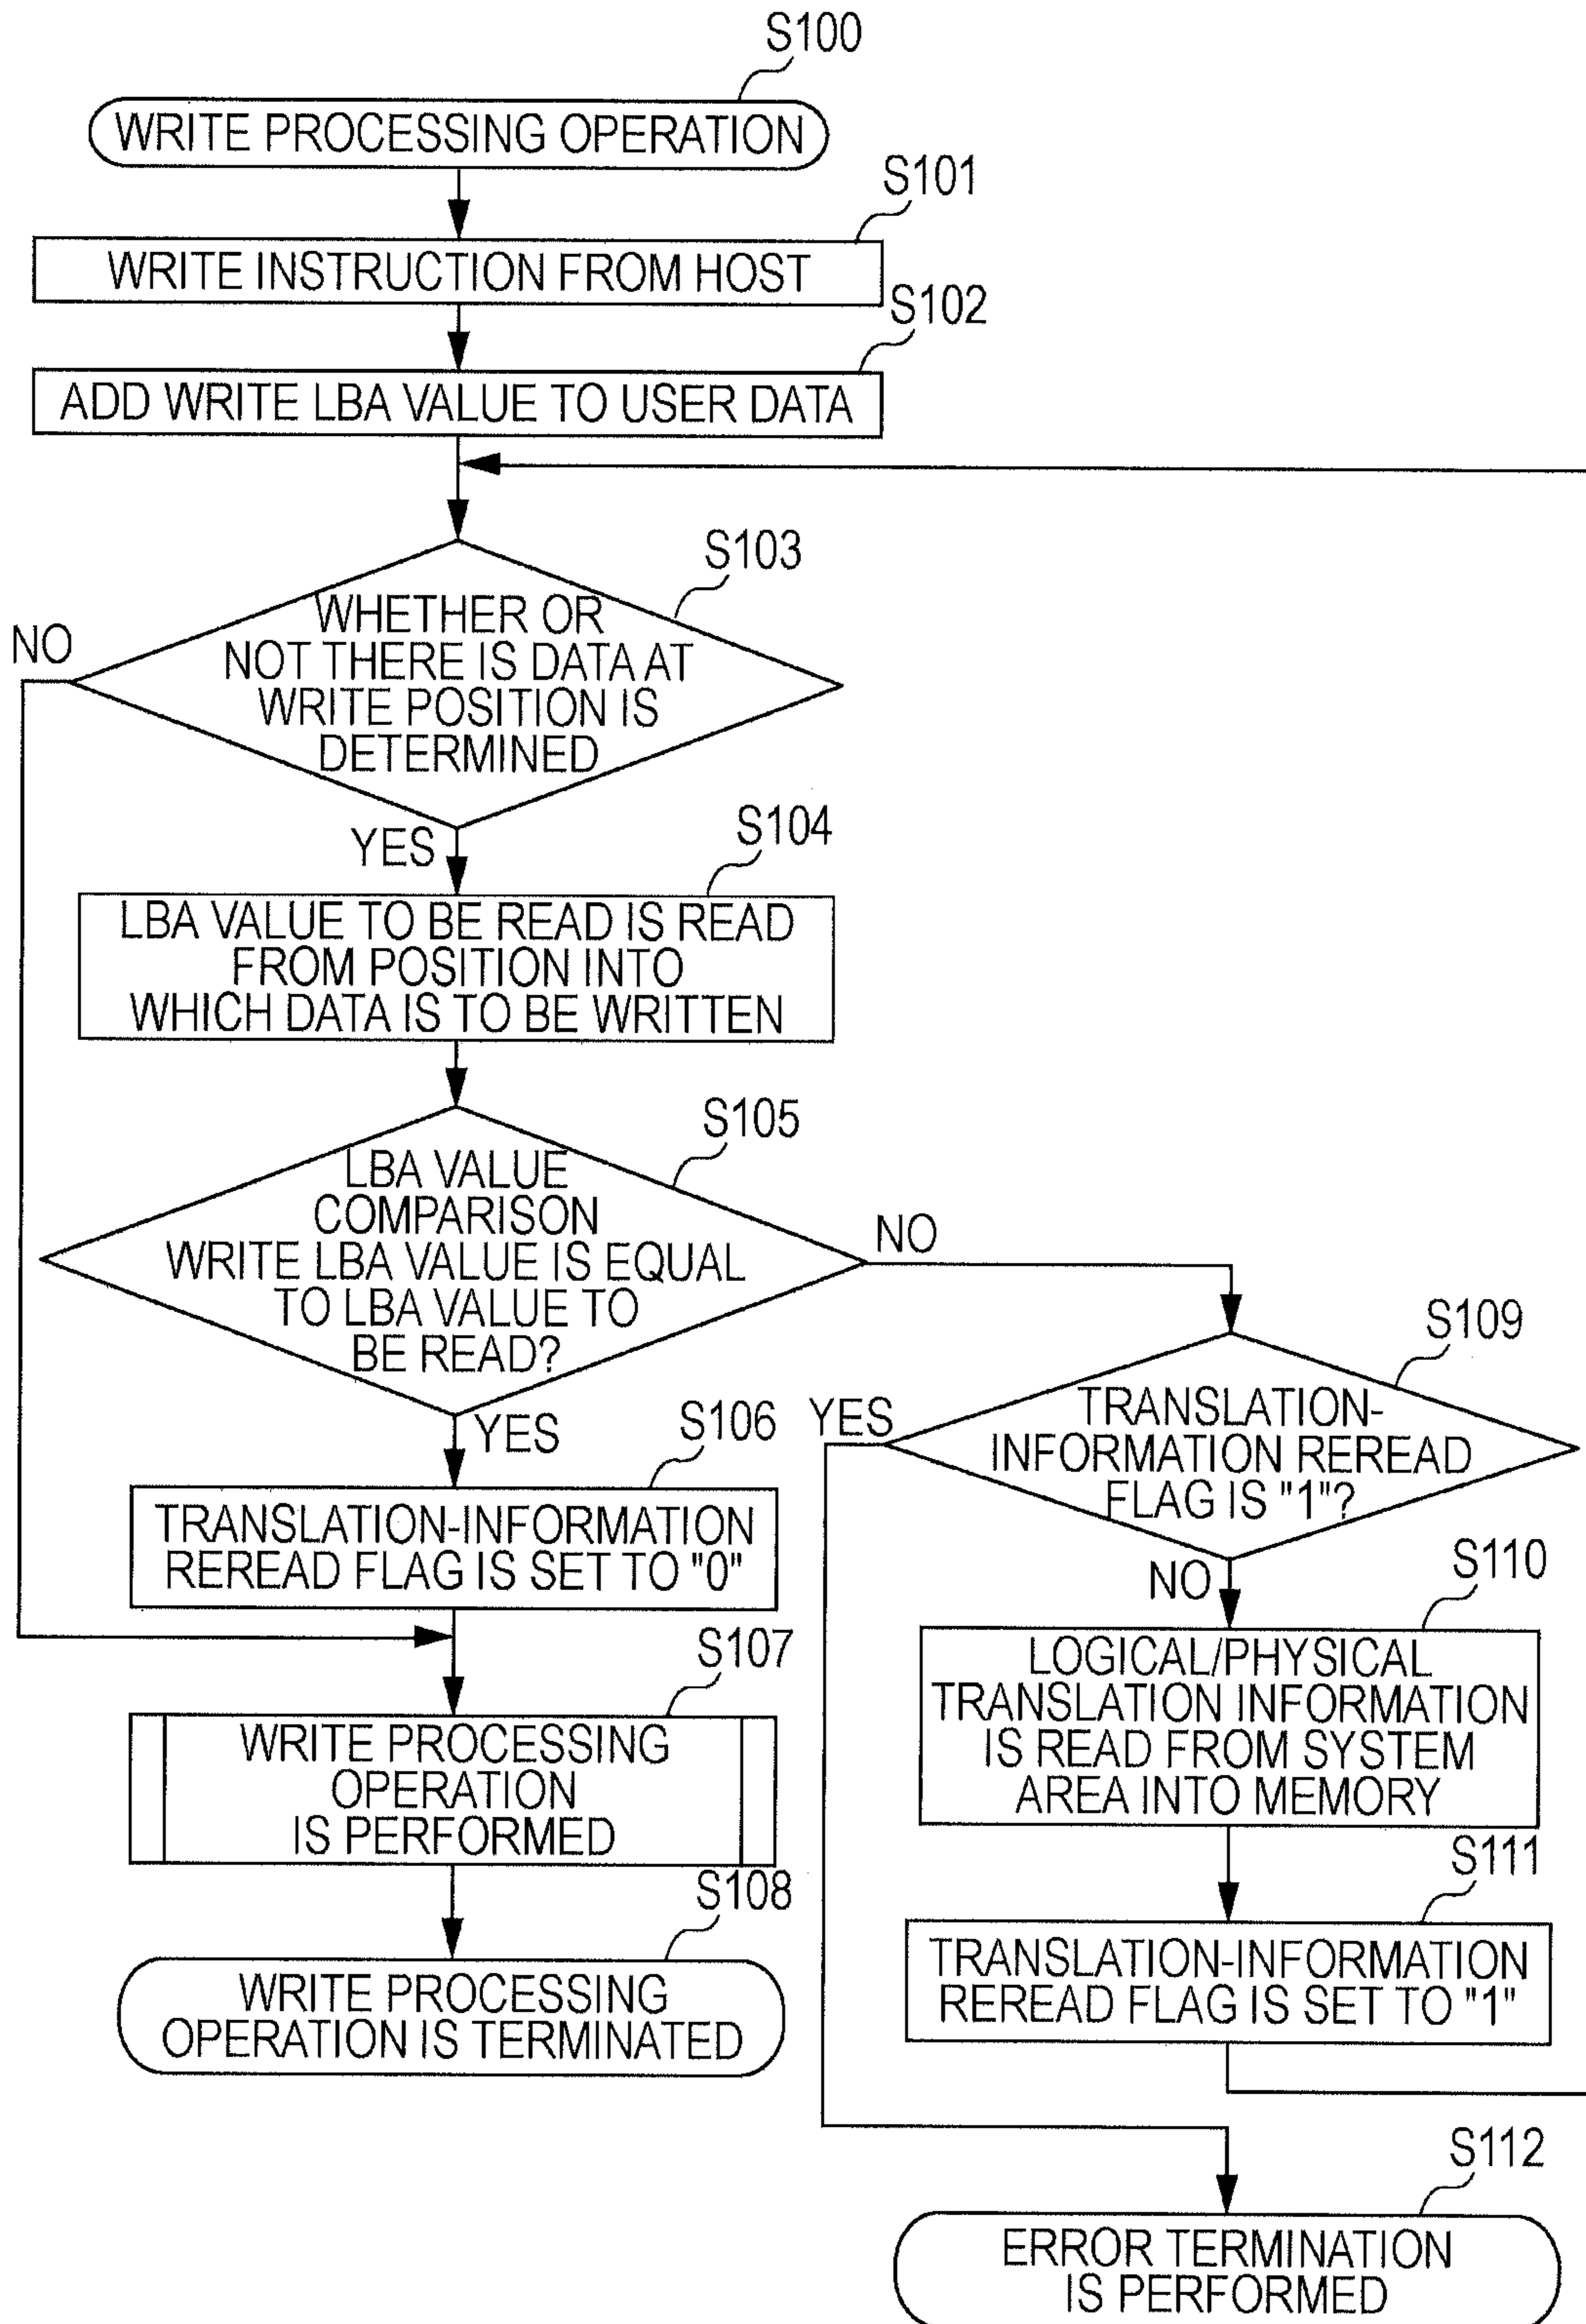 S100
WRITE PROCESSING OPERATION
S101
WRITE INSTRUCTION FROM HOST
S102
ADD WRITE LBA VALUE TO USER DATA
S103
WHETHER OR
NOT THERE IS DATA AT
WRITE POSITION IS
DETERMINED
NO
YES
S104
LBA VALUE TO BE READ IS READ
FROM POSITION INTO
WHICH DATA IS TO BE WRITTEN
S105
LBA VALUE
COMPARISON
WRITE LBA VALUE IS EQUAL
TO LBA VALUE TO
BE READ?
NO
YES
S106
TRANSLATION-INFORMATION
REREAD FLAG IS SET TO "0"
S107
WRITE PROCESSING
OPERATION
IS PERFORMED
S108
WRITE PROCESSING
OPERATION IS TERMINATED
S109
TRANSLATION-
INFORMATION REREAD
FLAG IS "1"?
YES
NO
S110
LOGICAL/PHYSICAL
TRANSLATION INFORMATION
IS READ FROM SYSTEM
AREA INTO MEMORY
S111
TRANSLATION-INFORMATION
REREAD FLAG IS SET TO "1"
S112
ERROR TERMINATION
IS PERFORMED